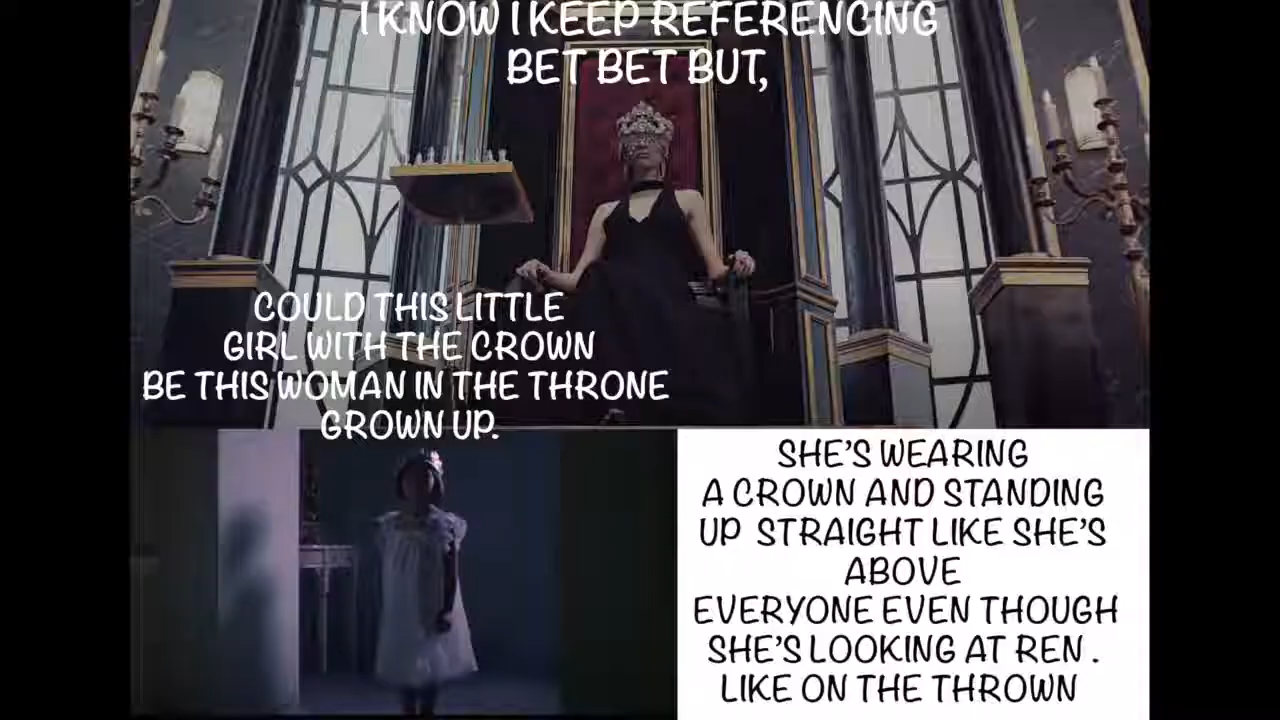 I KNOW I KEEP REFERENCING
BET BET BUT,
COULD THIS LITTLE
GIRL WITH THE CROWN
BE THIS WOMAN IN THE THRONE
GROWN UP.
SHE'S WEARING
A CROWN AND STANDING
UP STRAIGHT LIKE SHE'S
ABOVE
EVERYONE EVEN THOUGH
SHE'S LOOKING AT REN .
LIKE ON THE THROWN